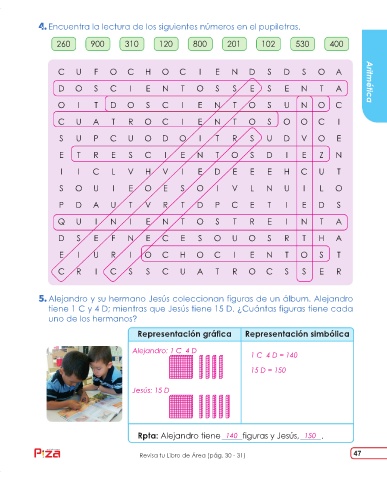 4. Encuentra la lectura de los siguientes números en el pupiletras.
260 900 310 120 800 201 102 530 400
C U F O C H O C I E N D S D S O A
D O S C I E N T O S S E S E N T A
O I T D O S C I E N T O S U N O C
C U A T R O C I E N T O S O O C I
S U P C U O D O I T R S U D V O E
E T R E S C I E N T O S D I E Z N
I I C L V H V I E D E E E H C U T
S O U I E O E S O I V L N U I L O
P D A U T V R T D P C E T I E D S
Q U I N I E N T O S T R E I N T A
D S E F N E C E S O U O S R T H A
E I U R I O C H O C I E N T O S T
C R I C S S C U A T R O C S S E R
Aritmética
5. Alejandro y su hermano Jesús coleccionan figuras de un álbum. Alejandro
tiene 1 C y 4 D; mientras que Jesús tiene 15 D. ¿Cuántas figuras tiene cada
uno de los hermanos?
Representación gráfica Representación simbólica
Alejandro: 1 C 4 D
1 C 4 D = 140
15 D = 150
Jesús: 15 D
Rpta: Alejandro tiene 140 figuras y Jesús, 150.
Revisa tu Libro de Área (pág. 30 - 31)
47